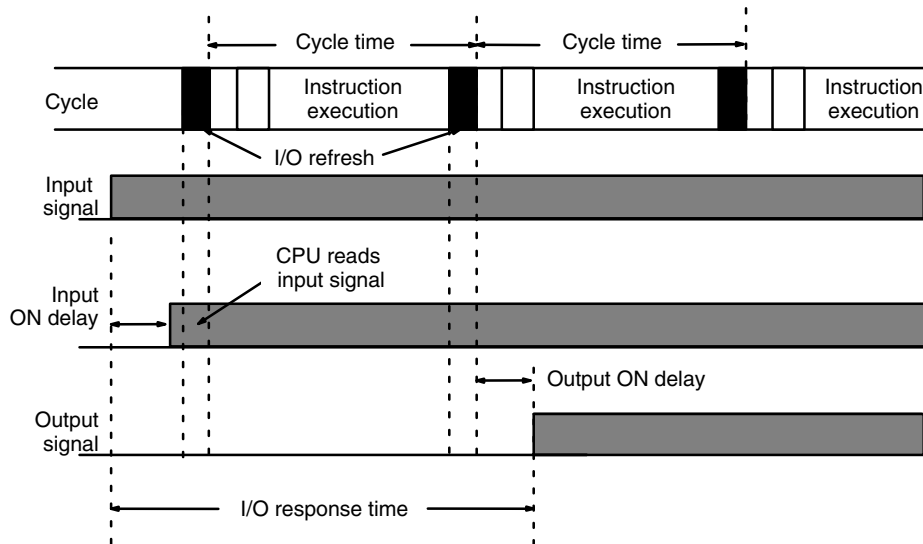 Cycle time
Cycle time
Cycle
Instruction
execution
Instruction
execution
Instruction
execution
I/O refresh
Input
signal
CPU reads
input signal
Input
ON delay
Output ON delay
Output
signal
I/O response time